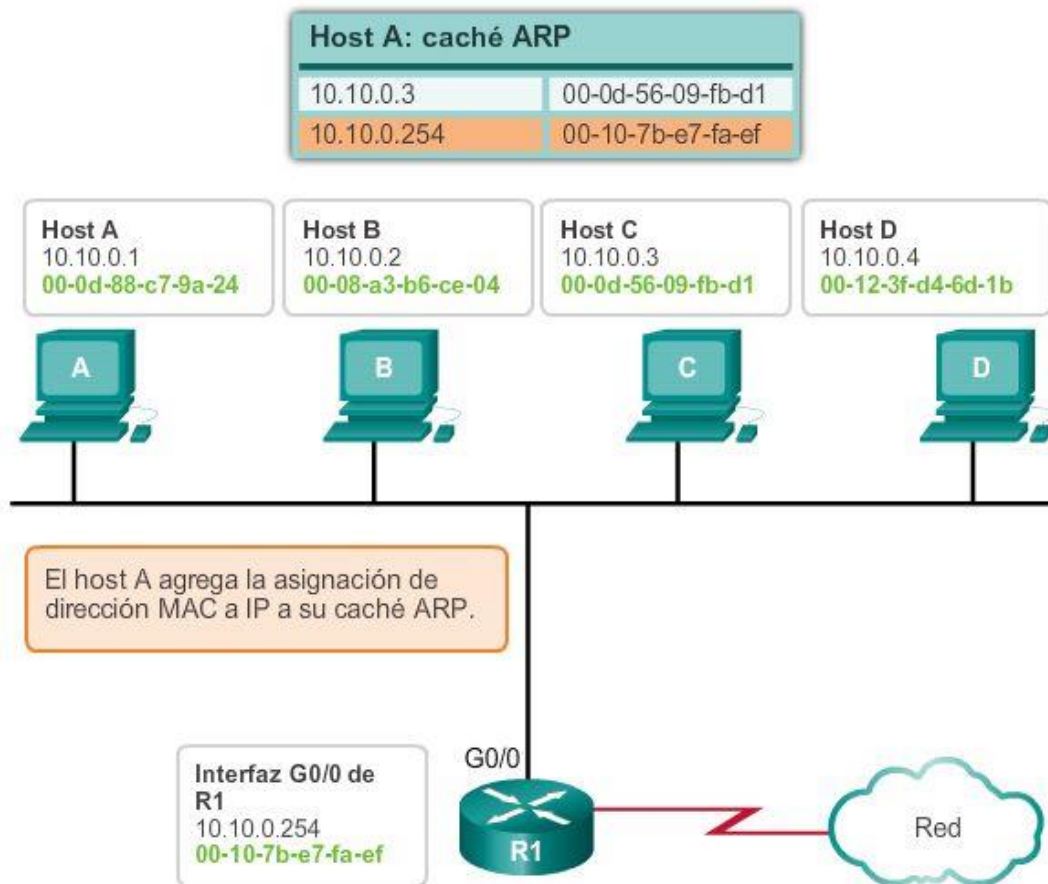 Host A: caché ARP
10.10.0.3 00-0d-56-09-fb-d1
10.10.0.254 00-10-7b-e7-fa-ef
Host A
10.10.0.1
00-0d-88-c7-9a-24
Host B
10.10.0.2
00-08-a3-b6-ce-04
Host C
10.10.0.3
00-0d-56-09-fb-d1
Host D
10.10.0.4
00-12-3f-d4-6d-1b
A
B
C
D
El host A agrega la asignación de
dirección MAC a IP a su caché ARP.
Interfaz G0/0 de
R1
10.10.0.254
00-10-7b-e7-fa-ef
G0/0
R1
Red